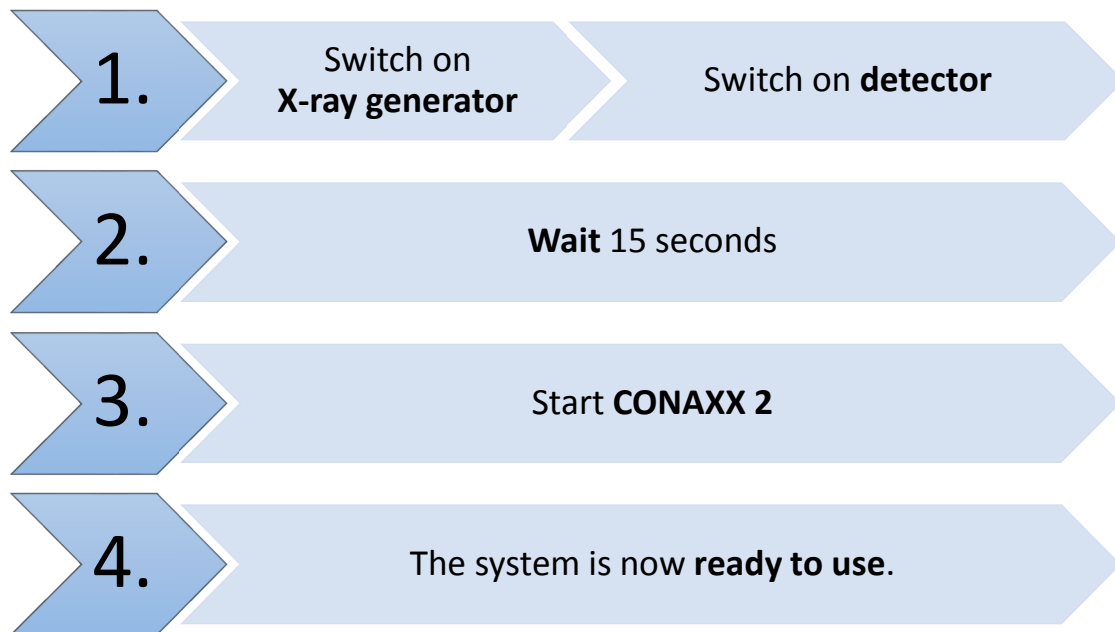 1.
Switch on
X-ray generator
Switch on detector
2.
Wait 15 seconds
3.
Start CONAXX 2
4.
The system is now ready to use.